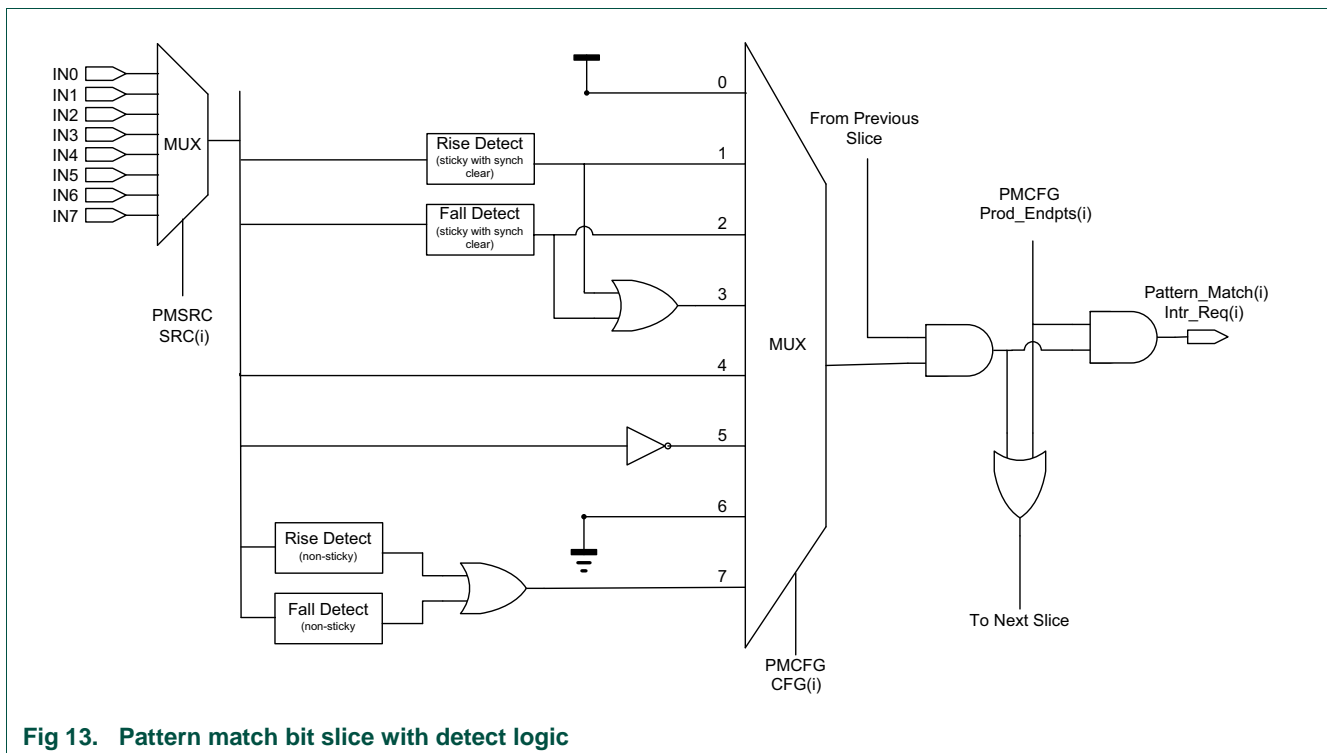 IN0
IN1
IN2
IN3
IN4
IN5
IN6
IN7
MUX
PMSRC
SRC(i)
Rise Detect
(sticky with synch
clear)
Fall Detect
(sticky with synch
clear)
Rise Detect
(non-sticky)
Fall Detect
(non-sticky
0
1
2
3
4
5
6
7
MUX
PMCFG
CFG(i)
From Previous
Slice
PMCFG
Prod_Endpts(i)
Pattern_Match(i)
Intr_Req(i)
To Next Slice
Fig 13. Pattern match bit slice with detect logic